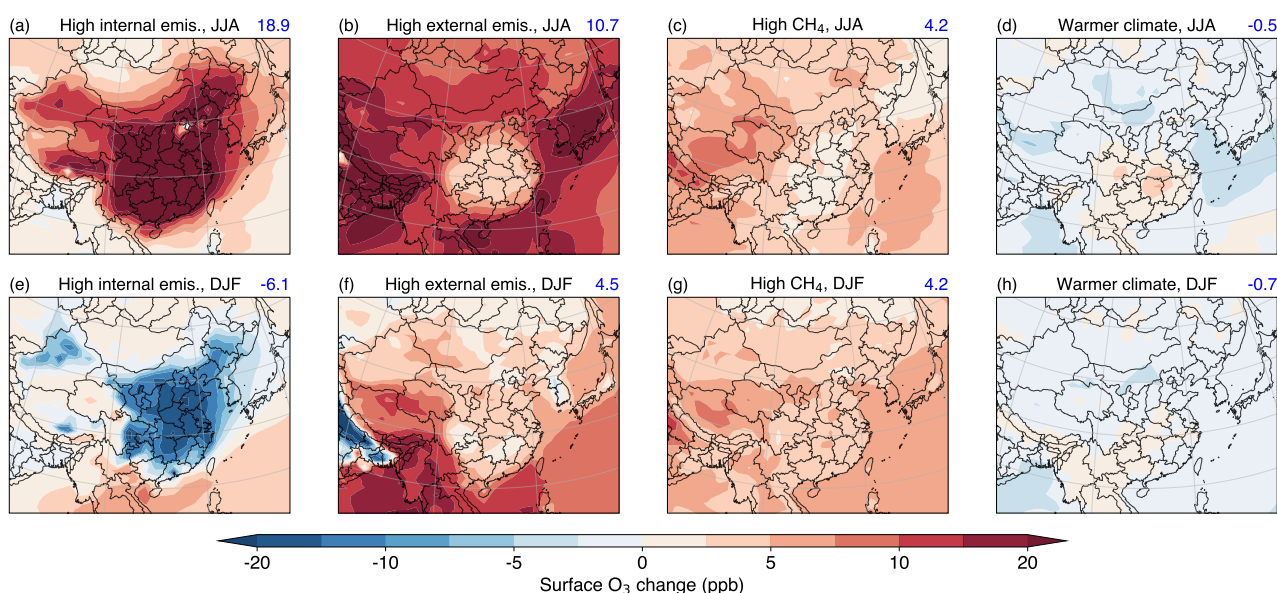 (a) High internal emis., JJA 18.9
(b) High external emis., JJA 10.7
(c) High CH₄, JJA 4.2
(d) Warmer climate, JJA -0.5
(e) High internal emis., DJF -6.1
(f) High external emis., DJF 4.5
(g) High CH₄, DJF 4.2
(h) Warmer climate, DJF -0.7
-20 -10 -5 0 5 10 20
Surface O₃ change (ppb)